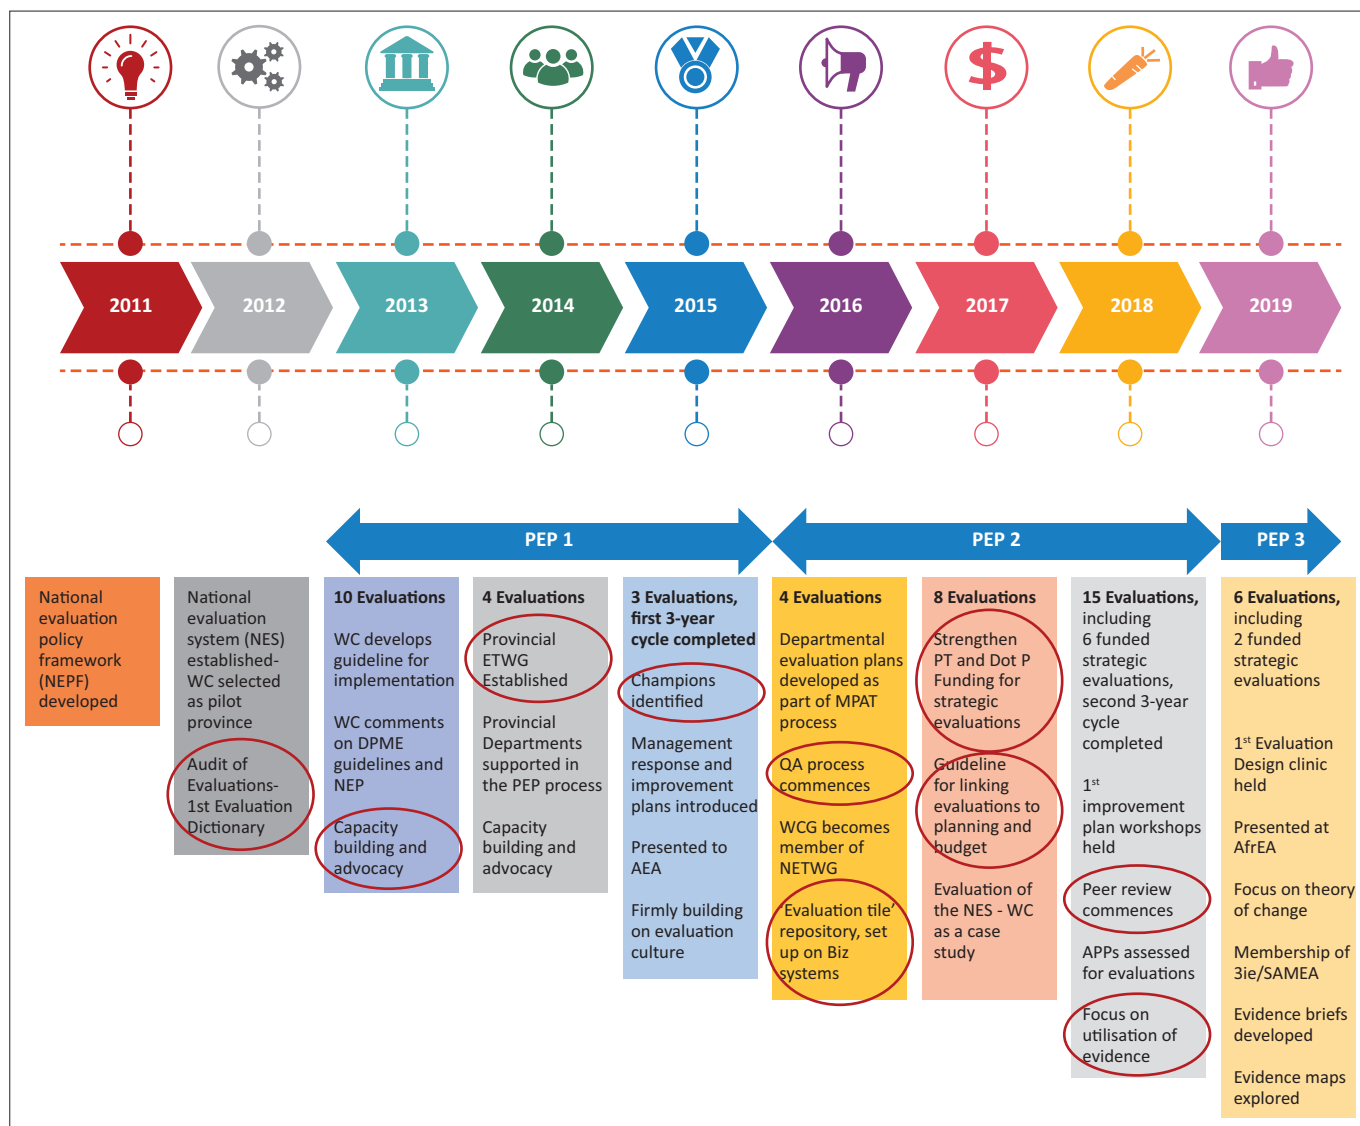 2011
2012
2013
2014
2015
2016
2017
2018
2019
PEP 1
PEP 2
PEP 3
National
evaluation
policy
framework
(NEPF)
developed
National
evaluation
system (NES)
established-
WC selected
as pilot
province
Audit of
Evaluations-
1st Evaluation
Dictionary
10 Evaluations
WC develops
guideline for
implementation
WC comments
on DPME
guidelines and
NEP
Capacity
building and
advocacy
4 Evaluations
Provincial
ETWG
Established
Provincial
Departments
supported in
the PEP process
Capacity
building and
advocacy
3 Evaluations,
first 3-year
cycle completed
Champions
identified
Management
response and
improvement
plans introduced
Presented to
AEA
Firmly building
on evaluation
culture
4 Evaluations
Departmental
evaluation plans
developed as
part of MPAT
process
QA process
commences
WCG becomes
member of
NETWG
‘Evaluation tile’
repository, set
up on Biz
systems
8 Evaluations
Strengthen
PT and Dot P
Funding for
strategic
evaluations
Guideline
for linking
evaluations to
planning and
budget
Evaluation of
the NES - WC
as a case
study
15 Evaluations,
including
6 funded
strategic
evaluations,
second 3-year
cycle
completed
1st
improvement
plan workshops
held
Peer review
commences
APPs assessed
for evaluations
Focus on
utilisation of
evidence
6 Evaluations,
including
2 funded
strategic
evaluations
1st Evaluation
Design clinic
held
Presented at
AfrEA
Focus on theory
of change
Membership of
3ie/SAMEA
Evidence briefs
developed
Evidence maps
explored